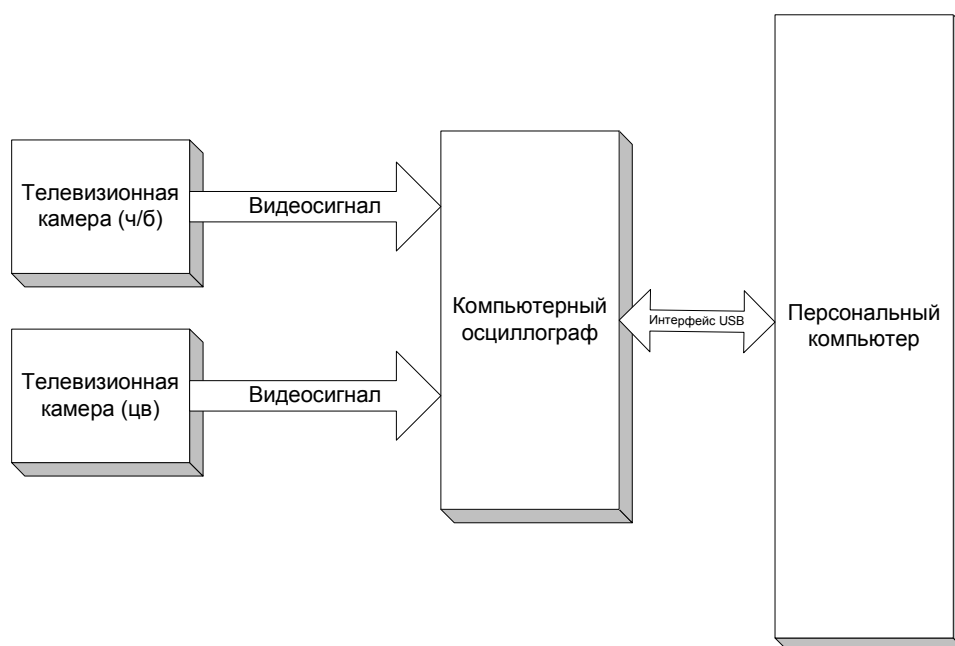 Телевизионная
камера (ч/б)
Видеосигнал
Телевизионная
камера (цв)
Видеосигнал
Компьютерный
осциллограф
Интерфейс USB
Персональный
компьютер